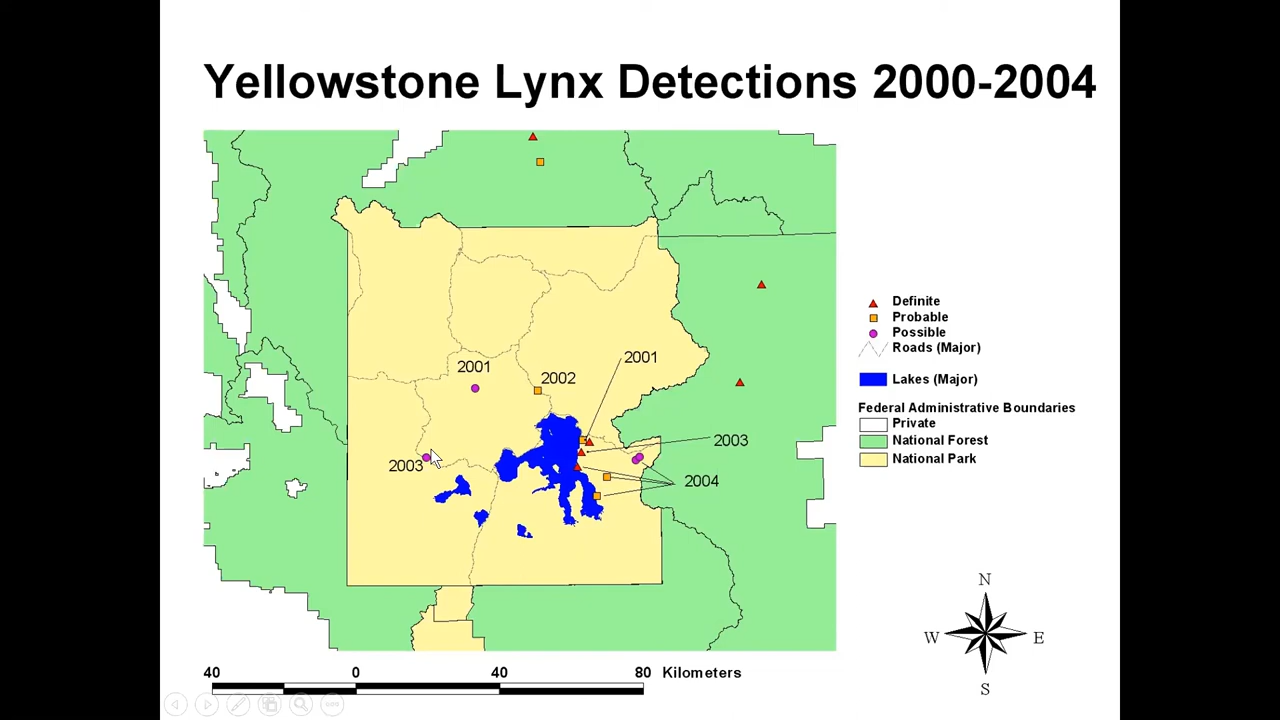 Yellowstone Lynx Detections 2000-2004
Definite
Probable
Possible
Roads (Major)
Lakes (Major)
Federal Administrative Boundaries
Private
National Forest
National Park
2001
2001
2002
2003
2003
2004
N
W E
S
40 0 40 80 Kilometers